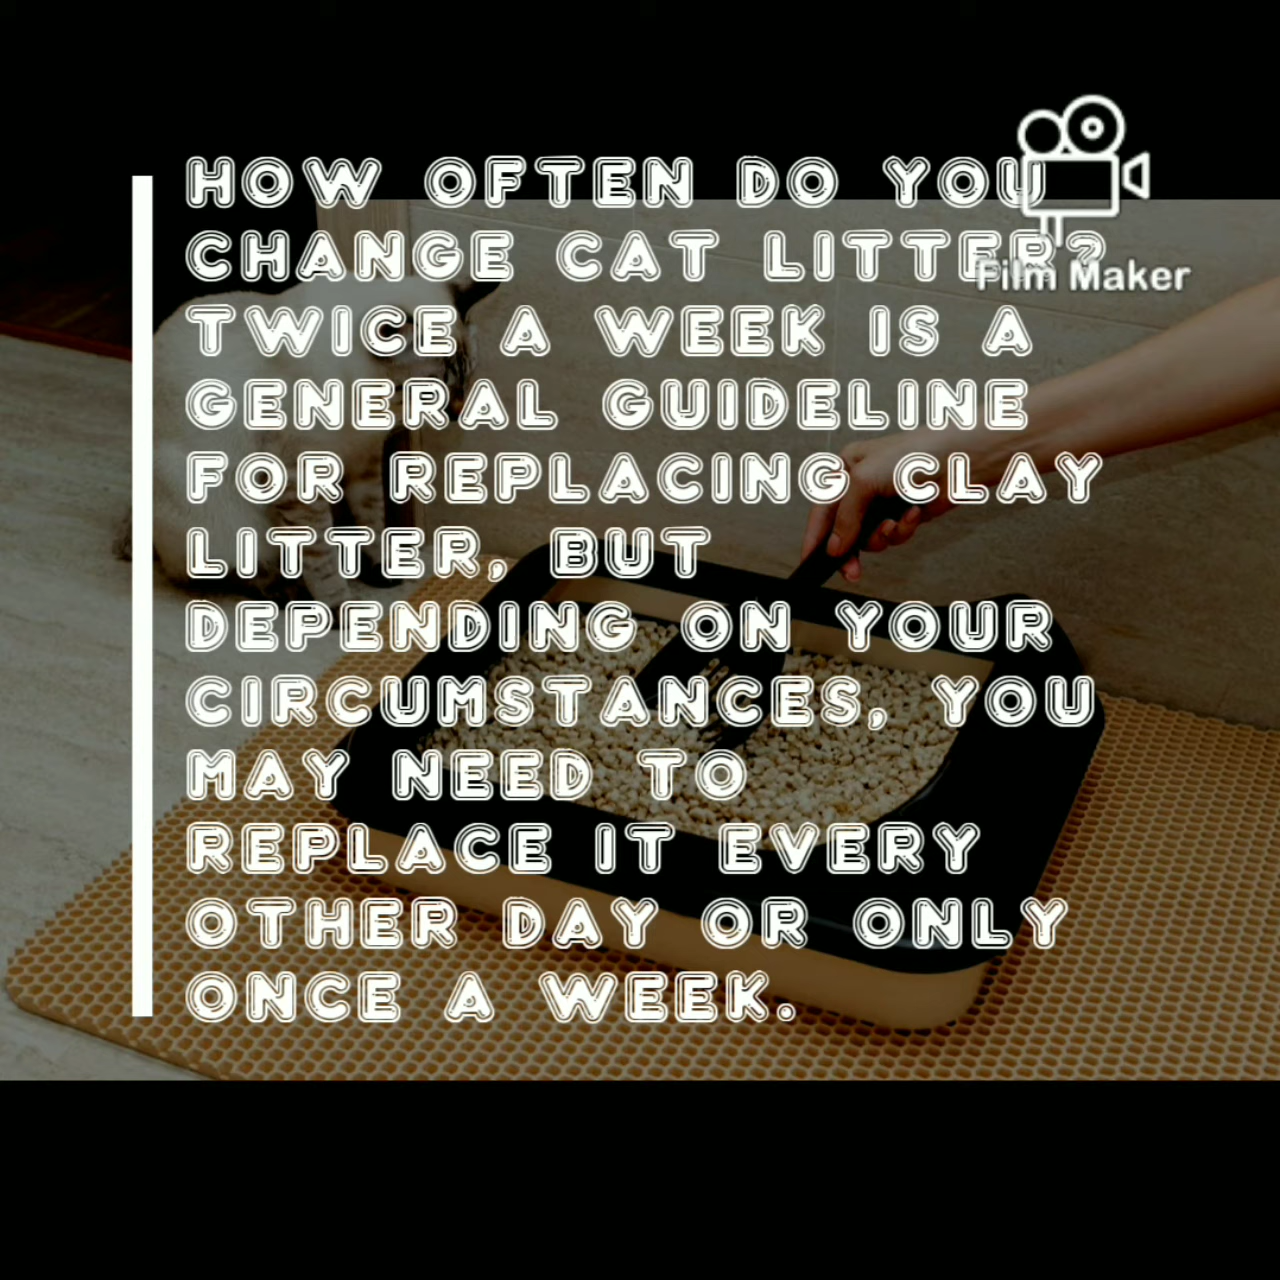 HOW OFTEN DO YOU
CHANGE CAT LITTER?
TWICE A WEEK IS A
GENERAL GUIDELINE
FOR REPLACING CLAY
LITTER, BUT
DEPENDING ON YOUR
CIRCUMSTANCES, YOU
MAY NEED TO
REPLACE IT EVERY
OTHER DAY OR ONLY
ONCE A WEEK.
Film Maker